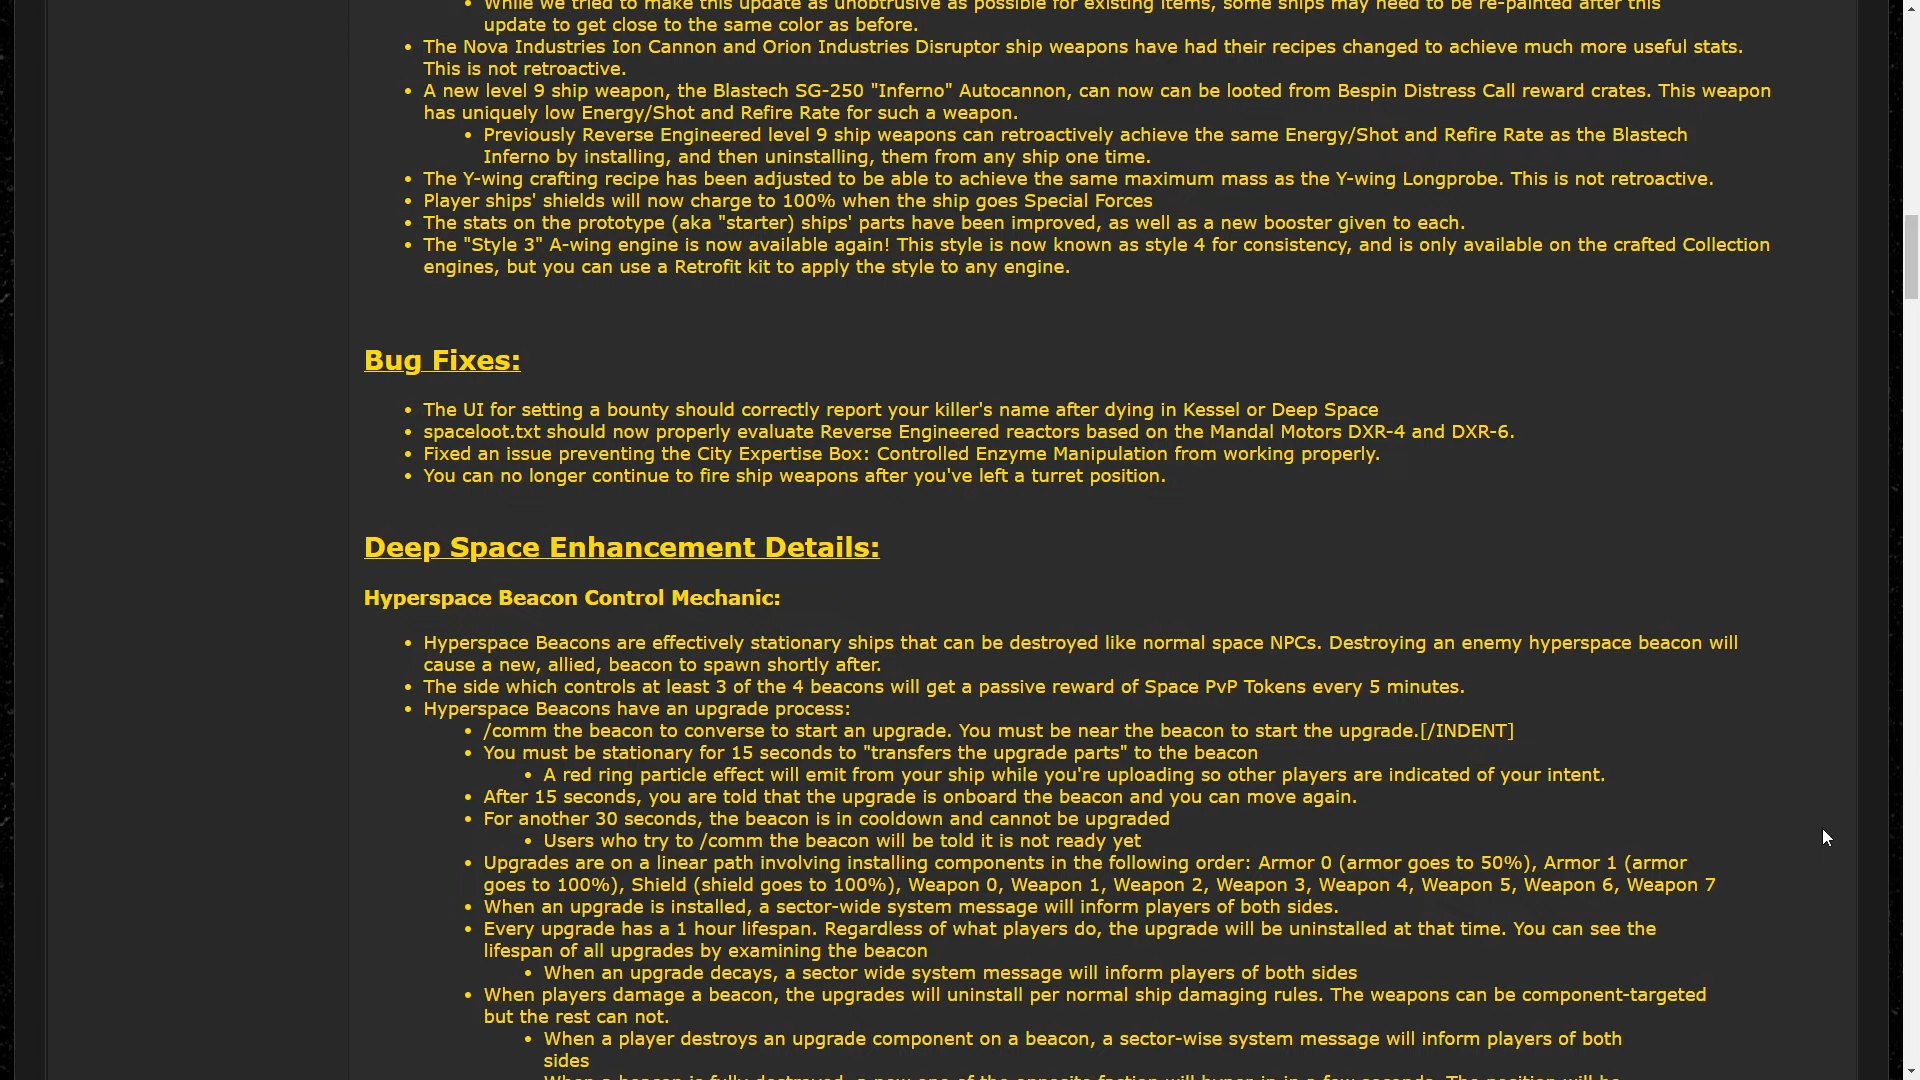 While we tried to make this update as unobtrusive as possible for existing items, some ships may need to be re-painted after this
update to get close to the same color as before.
The Nova Industries Ion Cannon and Orion Industries Disruptor ship weapons have had their recipes changed to achieve much more useful stats.
This is not retroactive.
A new level 9 ship weapon, the Blastech SG-250 "Inferno" Autocannon, can now can be looted from Bespin Distress Call reward crates. This weapon
has uniquely low Energy/Shot and Refire Rate for such a weapon.
Previously Reverse Engineered level 9 ship weapons can retroactively achieve the same Energy/Shot and Refire Rate as the Blastech
Inferno by installing, and then uninstalling, them from any ship one time.
The Y-wing crafting recipe has been adjusted to be able to achieve the same maximum mass as the Y-wing Longprobe. This is not retroactive.
Player ships' shields will now charge to 100% when the ship goes Special Forces
The stats on the prototype (aka "starter) ships' parts have been improved, as well as a new booster given to each.
The "Style 3" A-wing engine is now available again! This style is now known as style 4 for consistency, and is only available on the crafted Collection
engines, but you can use a Retrofit kit to apply the style to any engine.
Bug Fixes:
The UI for setting a bounty should correctly report your killer's name after dying in Kessel or Deep Space
spaceloot.txt should now properly evaluate Reverse Engineered reactors based on the Mandal Motors DXR-4 and DXR-6.
Fixed an issue preventing the City Expertise Box: Controlled Enzyme Manipulation from working properly.
You can no longer continue to fire ship weapons after you've left a turret position.
Deep Space Enhancement Details:
Hyperspace Beacon Control Mechanic:
Hyperspace Beacons are effectively stationary ships that can be destroyed like normal space NPCs. Destroying an enemy hyperspace beacon will
cause a new, allied, beacon to spawn shortly after.
The side which controls at least 3 of the 4 beacons will get a passive reward of Space PvP Tokens every 5 minutes.
Hyperspace Beacons have an upgrade process:
/comm the beacon to converse to start an upgrade. You must be near the beacon to start the upgrade.[/INDENT]
You must be stationary for 15 seconds to "transfers the upgrade parts" to the beacon
A red ring particle effect will emit from your ship while you're uploading so other players are indicated of your intent.
After 15 seconds, you are told that the upgrade is onboard the beacon and you can move again.
For another 30 seconds, the beacon is in cooldown and cannot be upgraded
Users who try to /comm the beacon will be told it is not ready yet
Upgrades are on a linear path involving installing components in the following order: Armor 0 (armor goes to 50%), Armor 1 (armor
goes to 100%), Shield (shield goes to 100%), Weapon 0, Weapon 1, Weapon 2, Weapon 3, Weapon 4, Weapon 5, Weapon 6, Weapon 7
When an upgrade is installed, a sector-wide system message will inform players of both sides.
Every upgrade has a 1 hour lifespan. Regardless of what players do, the upgrade will be uninstalled at that time. You can see the
lifespan of all upgrades by examining the beacon
When an upgrade decays, a sector wide system message will inform players of both sides
When players damage a beacon, the upgrades will uninstall per normal ship damaging rules. The weapons can be component-targeted
but the rest can not.
When a player destroys an upgrade component on a beacon, a sector-wise system message will inform players of both
sides
When a beacon is fully destroyed, a new one of the opposite faction will hyper in in a few seconds. The position will be